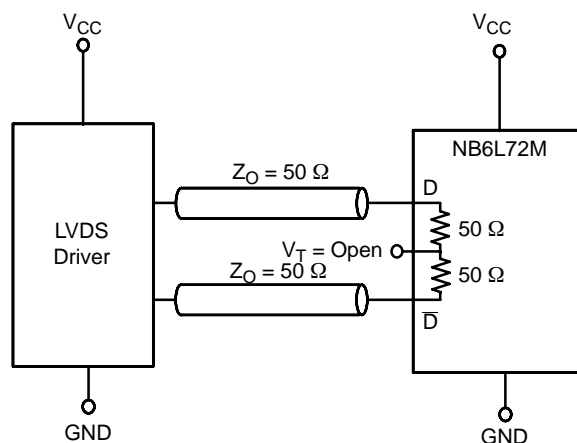 V_CC
V_CC
NB6L72M
Z_O = 50 Ω
D
LVDS
Driver
50 Ω
V_T = Open
50 Ω
Z_O = 50 Ω
D̅
GND
GND